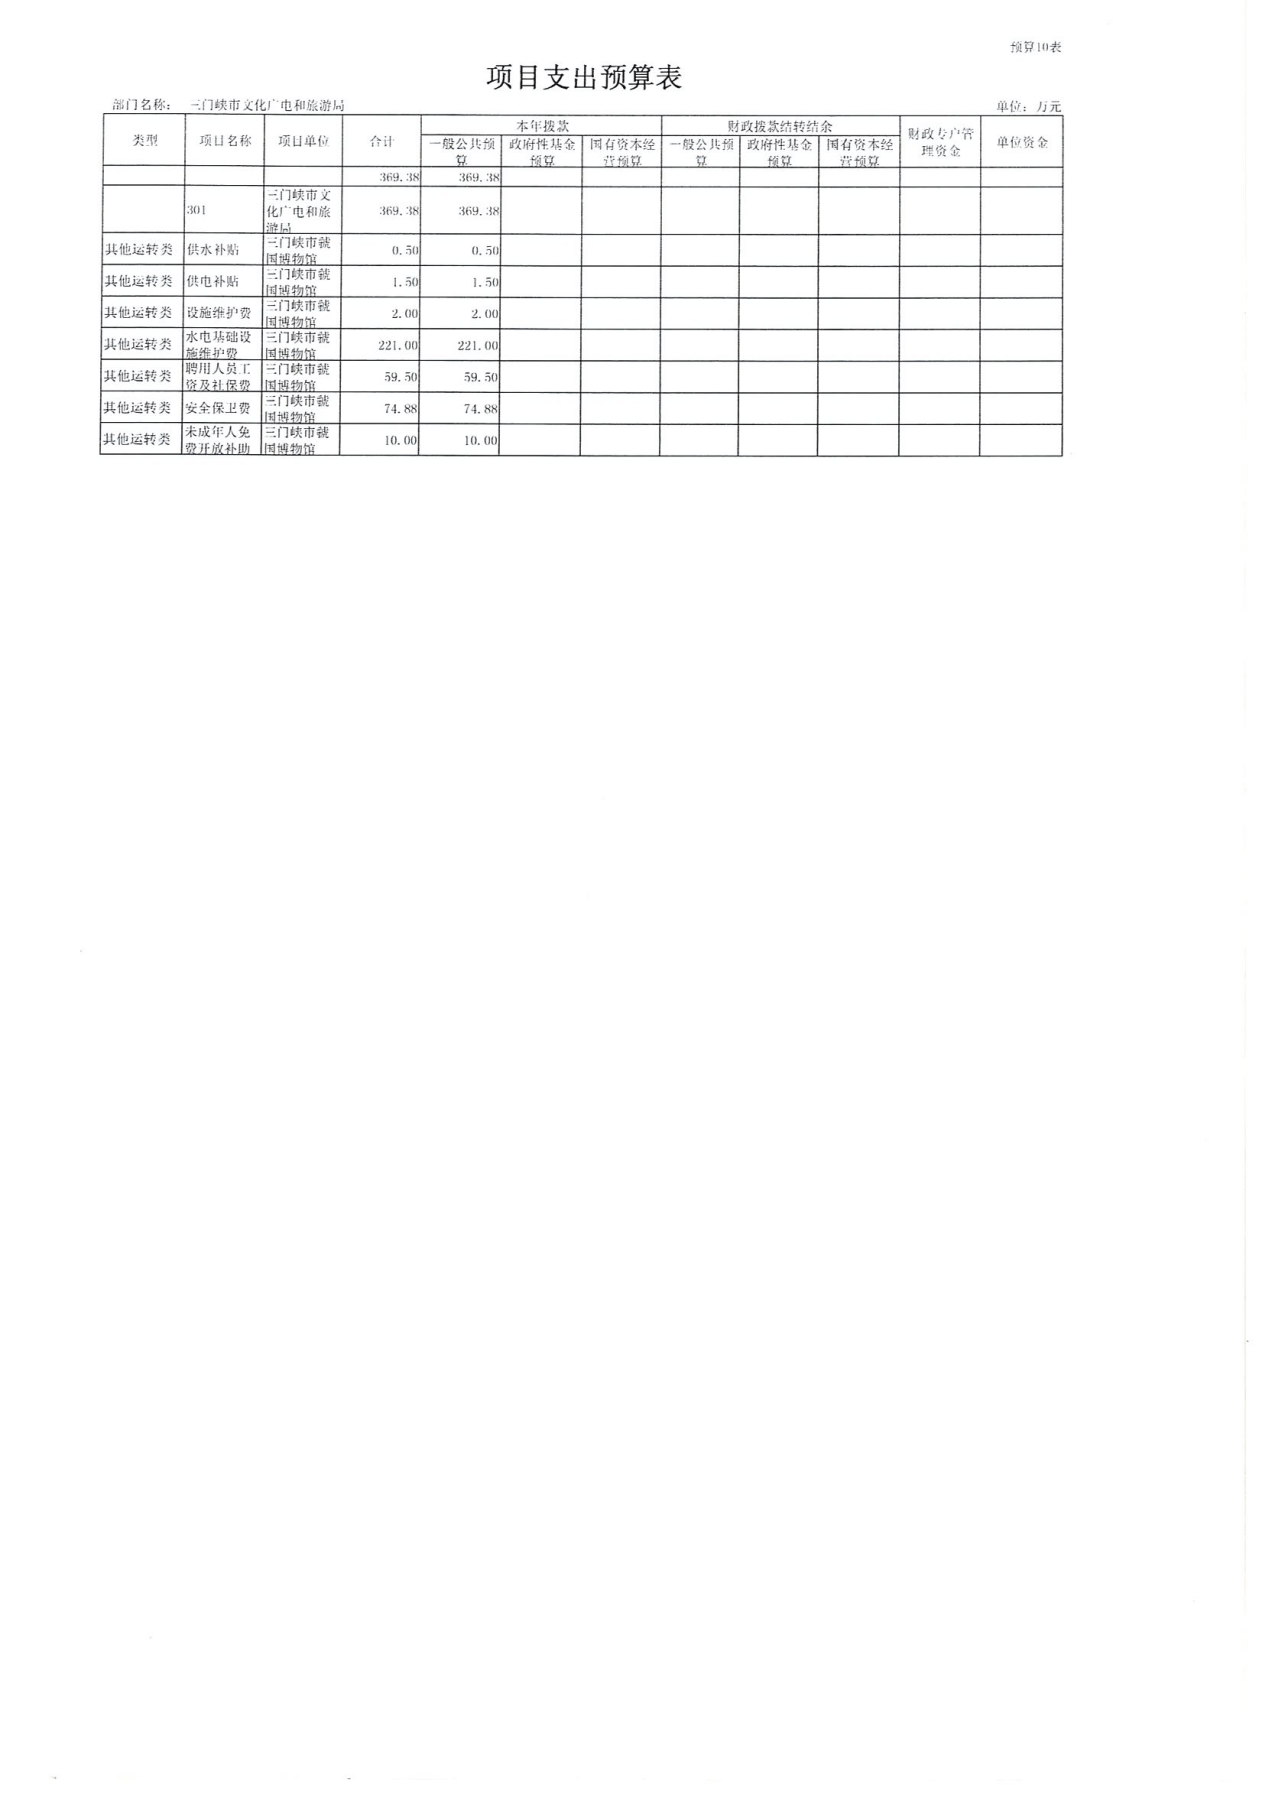 预算10表
项目支出预算表
部门名称： 三门峡市文化广电和旅游局 单位：万元
类型 项目名称 项目单位 合计 本年拨款 财政拨款结转结余 财政专户管理资金 单位资金
一般公共预算 政府性基金预算 国有资本经营预算 一般公共预算 政府性基金预算 国有资本经营预算
369.38 369.38
301 三门峡市文化广电和旅游局 369.38 369.38
其他运转类 供水补贴 三门峡市虢国博物馆 0.50 0.50
其他运转类 供电补贴 三门峡市虢国博物馆 1.50 1.50
其他运转类 设施维护费 三门峡市虢国博物馆 2.00 2.00
其他运转类 水电基础设施维护费 三门峡市虢国博物馆 221.00 221.00
其他运转类 聘用人员工资及社保费 三门峡市虢国博物馆 59.50 59.50
其他运转类 安全保卫费 三门峡市虢国博物馆 74.88 74.88
其他运转类 未成年人免费开放补助 三门峡市虢国博物馆 10.00 10.00